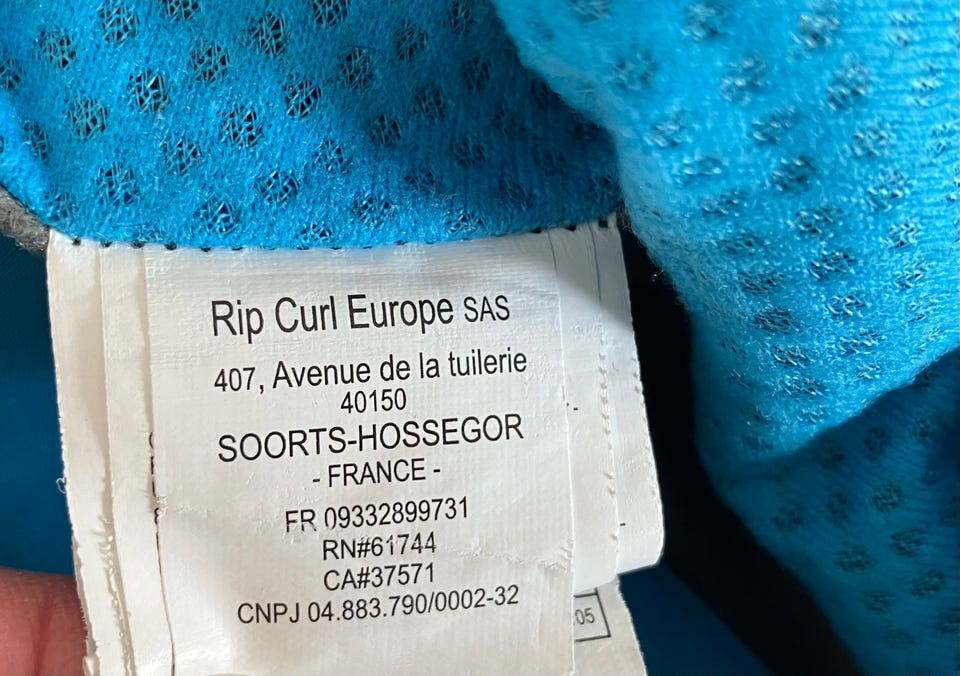 Rip Curl Europe SAS
407, Avenue de la tuilerie
40150
SOORTS-HOSSEGOR
- FRANCE -
FR 09332899731
RN#61744
CA#37571
CNPJ 04.883.790/0002-32
05